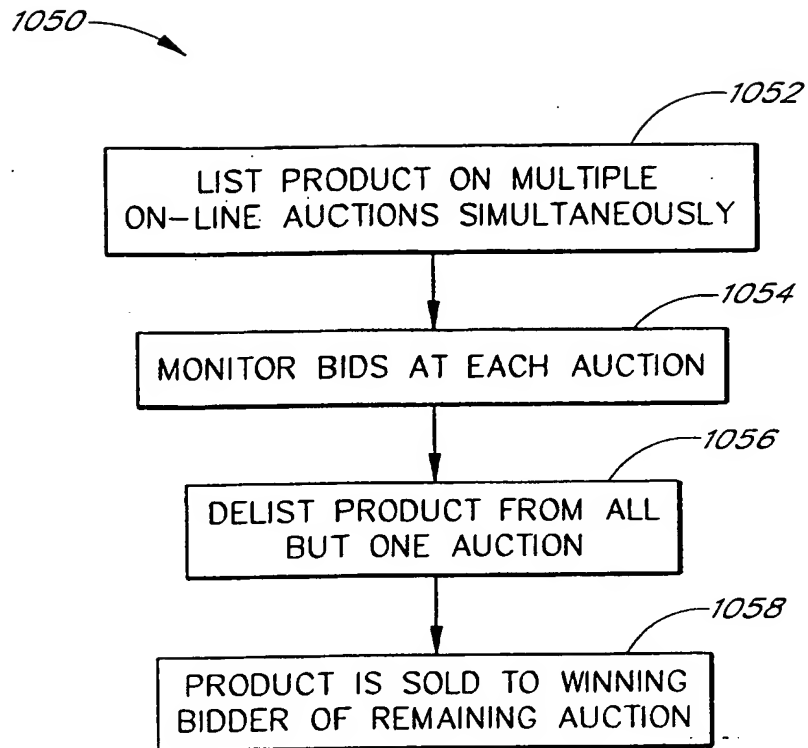 1050
1052
LIST PRODUCT ON MULTIPLE
ON-LINE AUCTIONS SIMULTANEOUSLY
1054
MONITOR BIDS AT EACH AUCTION
1056
DELIST PRODUCT FROM ALL
BUT ONE AUCTION
1058
PRODUCT IS SOLD TO WINNING
BIDDER OF REMAINING AUCTION